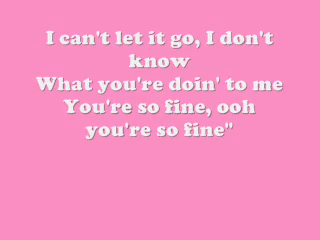 I can't let it go, I don't
know
What you're doin' to me
You're so fine, ooh
you're so fine"